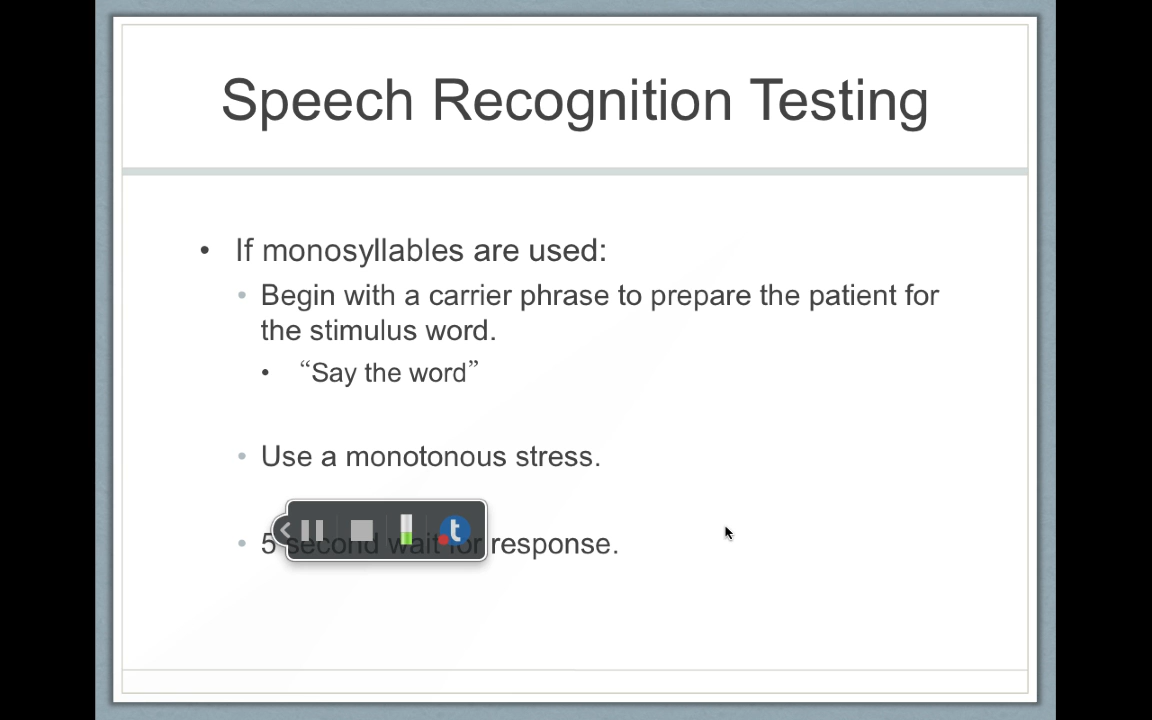 Speech Recognition Testing
• If monosyllables are used:
• Begin with a carrier phrase to prepare the patient for
the stimulus word.
• “Say the word”
• Use a monotonous stress.
• 5 second wait for response.
t